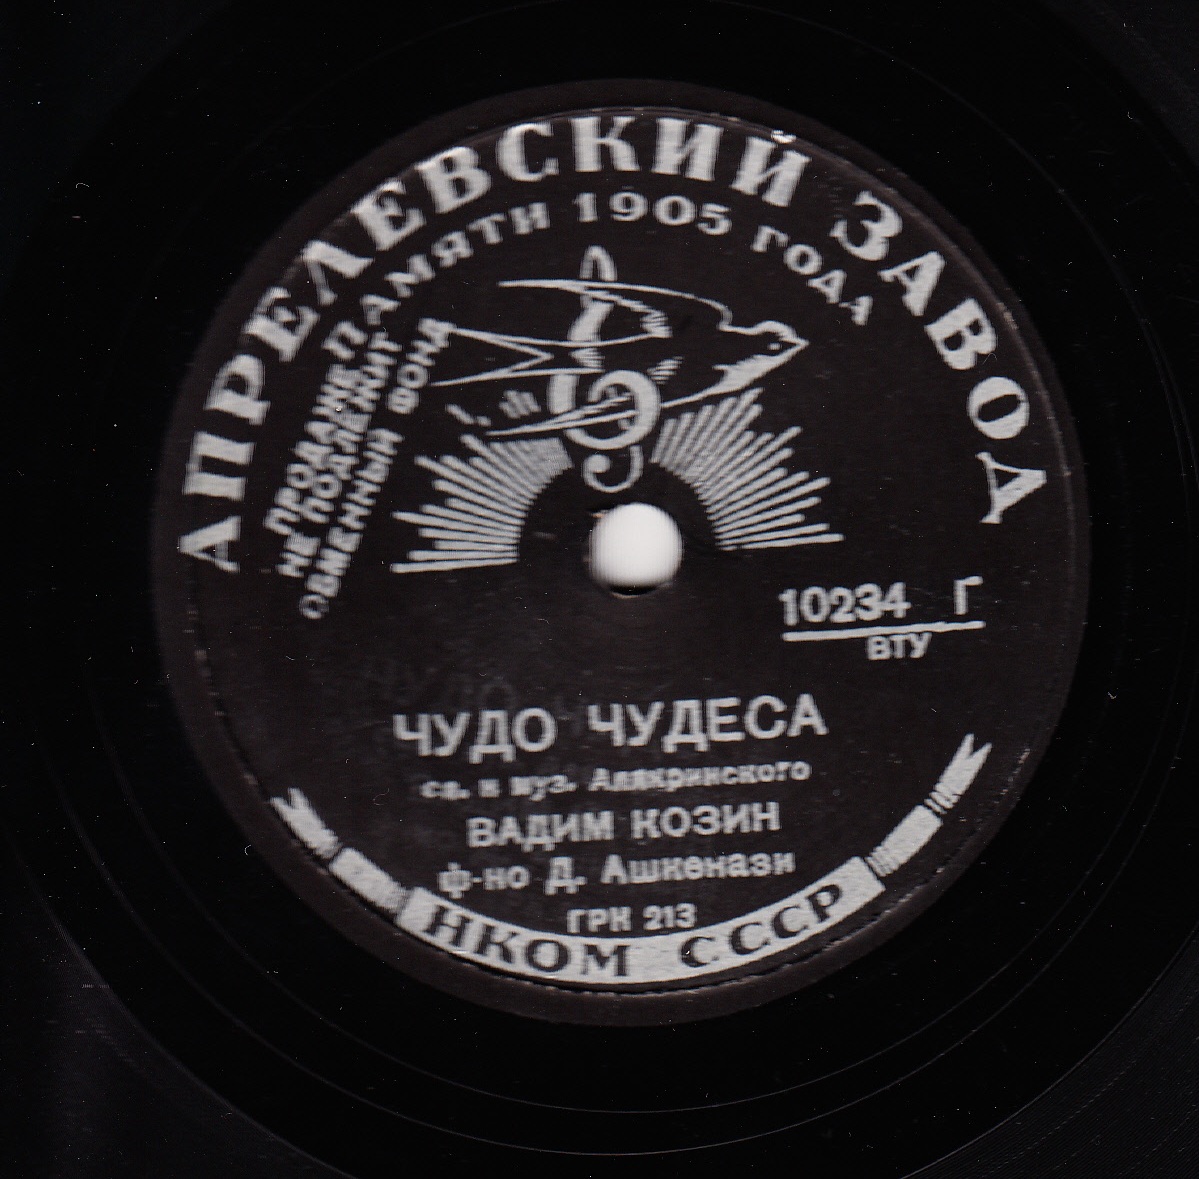 АПРЕЛЕВСКИЙ ЗАВОД
ПАМЯТИ 1905 ГОДА
ПРОДАЖЕ
НЕ ПОДЛЕЖИТ
ОБМЕННЫЙ ФОНД
10234 Г
ВТУ
ЧУДО ЧУДЕСА
сл. и муз. Аллякринского
ВАДИМ КОЗИН
ф-но Д. Ашкенази
ГРК 213
НКОМ СССР